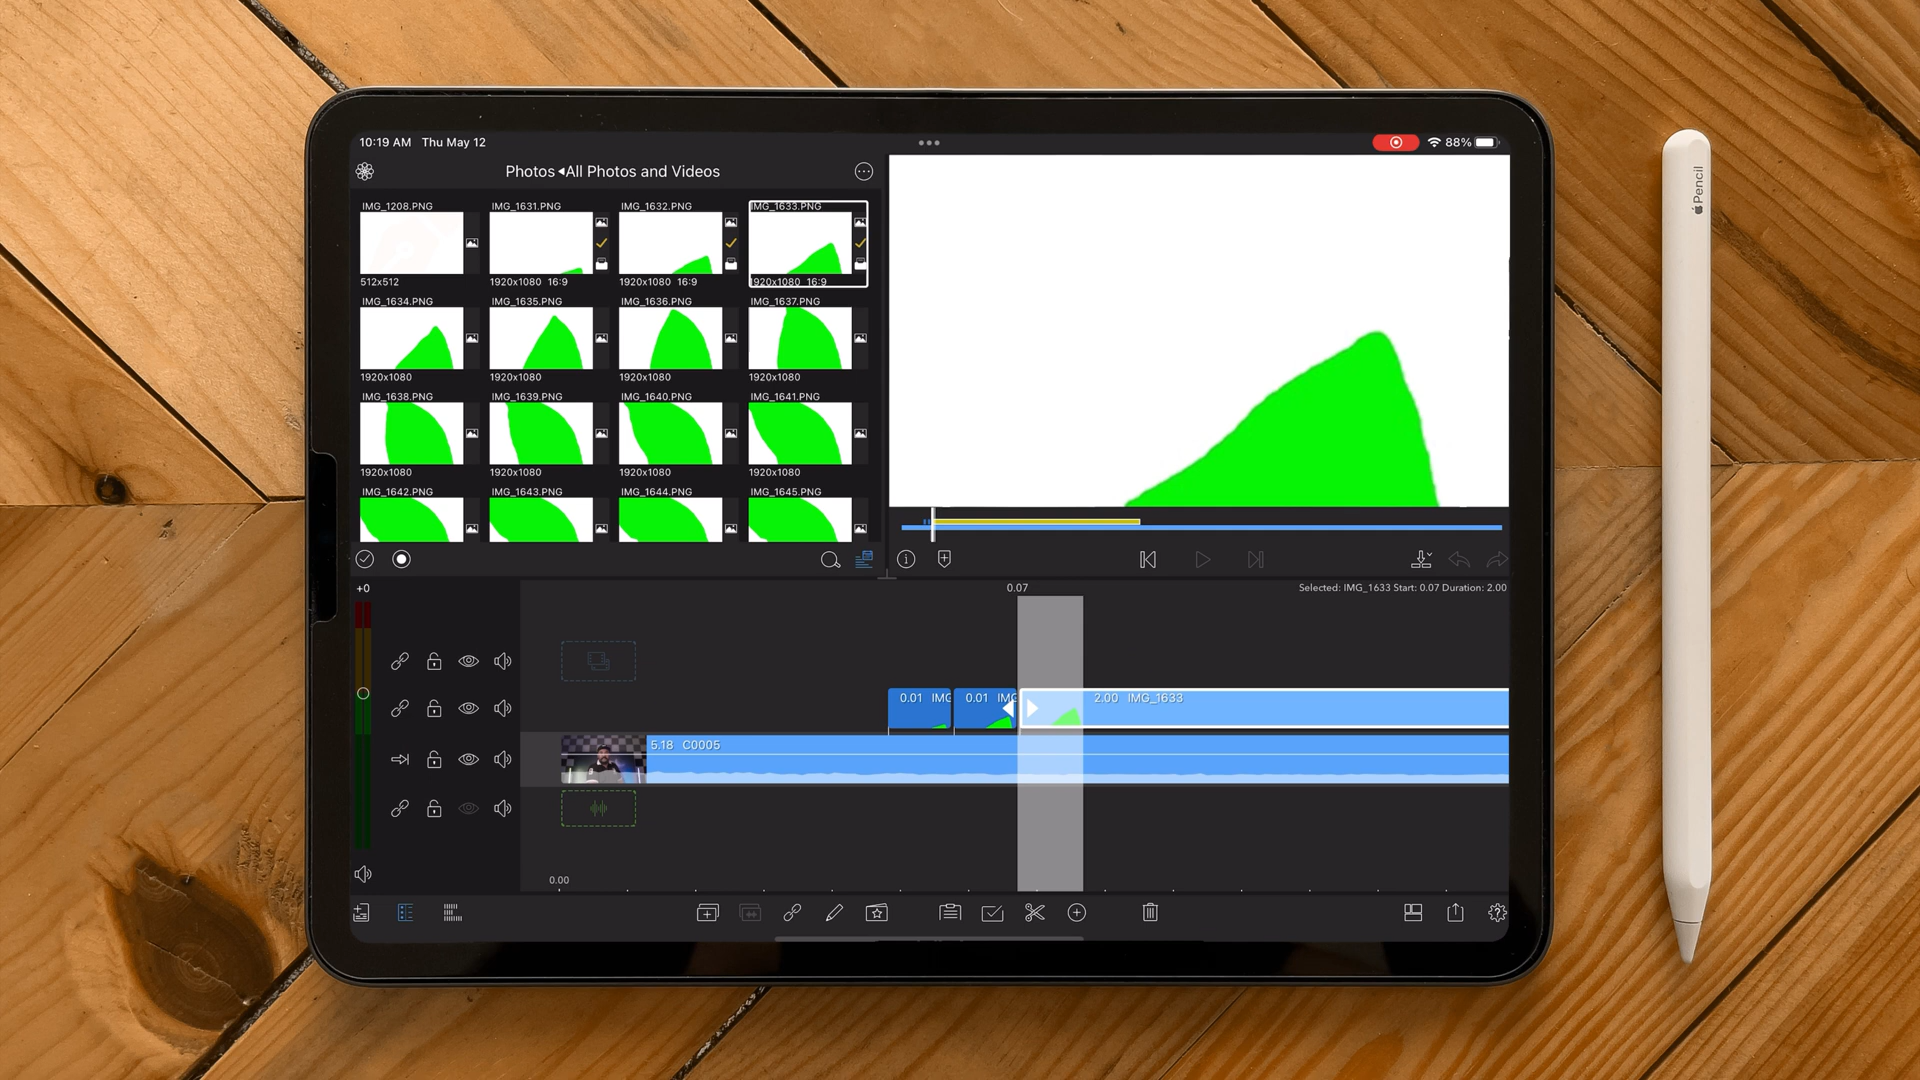 10:19 AM Thu May 12
88%
Photos ◂All Photos and Videos
IMG_1208.PNG IMG_1631.PNG IMG_1632.PNG IMG_1633.PNG
512x512 1920x1080 16:9 1920x1080 16:9 1920x1080 16:9
IMG_1634.PNG IMG_1635.PNG IMG_1636.PNG IMG_1637.PNG
1920x1080 1920x1080 1920x1080 1920x1080
IMG_1638.PNG IMG_1639.PNG IMG_1640.PNG IMG_1641.PNG
1920x1080 1920x1080 1920x1080 1920x1080
IMG_1642.PNG IMG_1643.PNG IMG_1644.PNG IMG_1645.PNG
+0
0.07
Selected: IMG_1633 Start: 0.07 Duration: 2.00
0.01 IMG
0.01 IMG
2.00 IMG_1633
5.18 C0005
0.00
Pencil